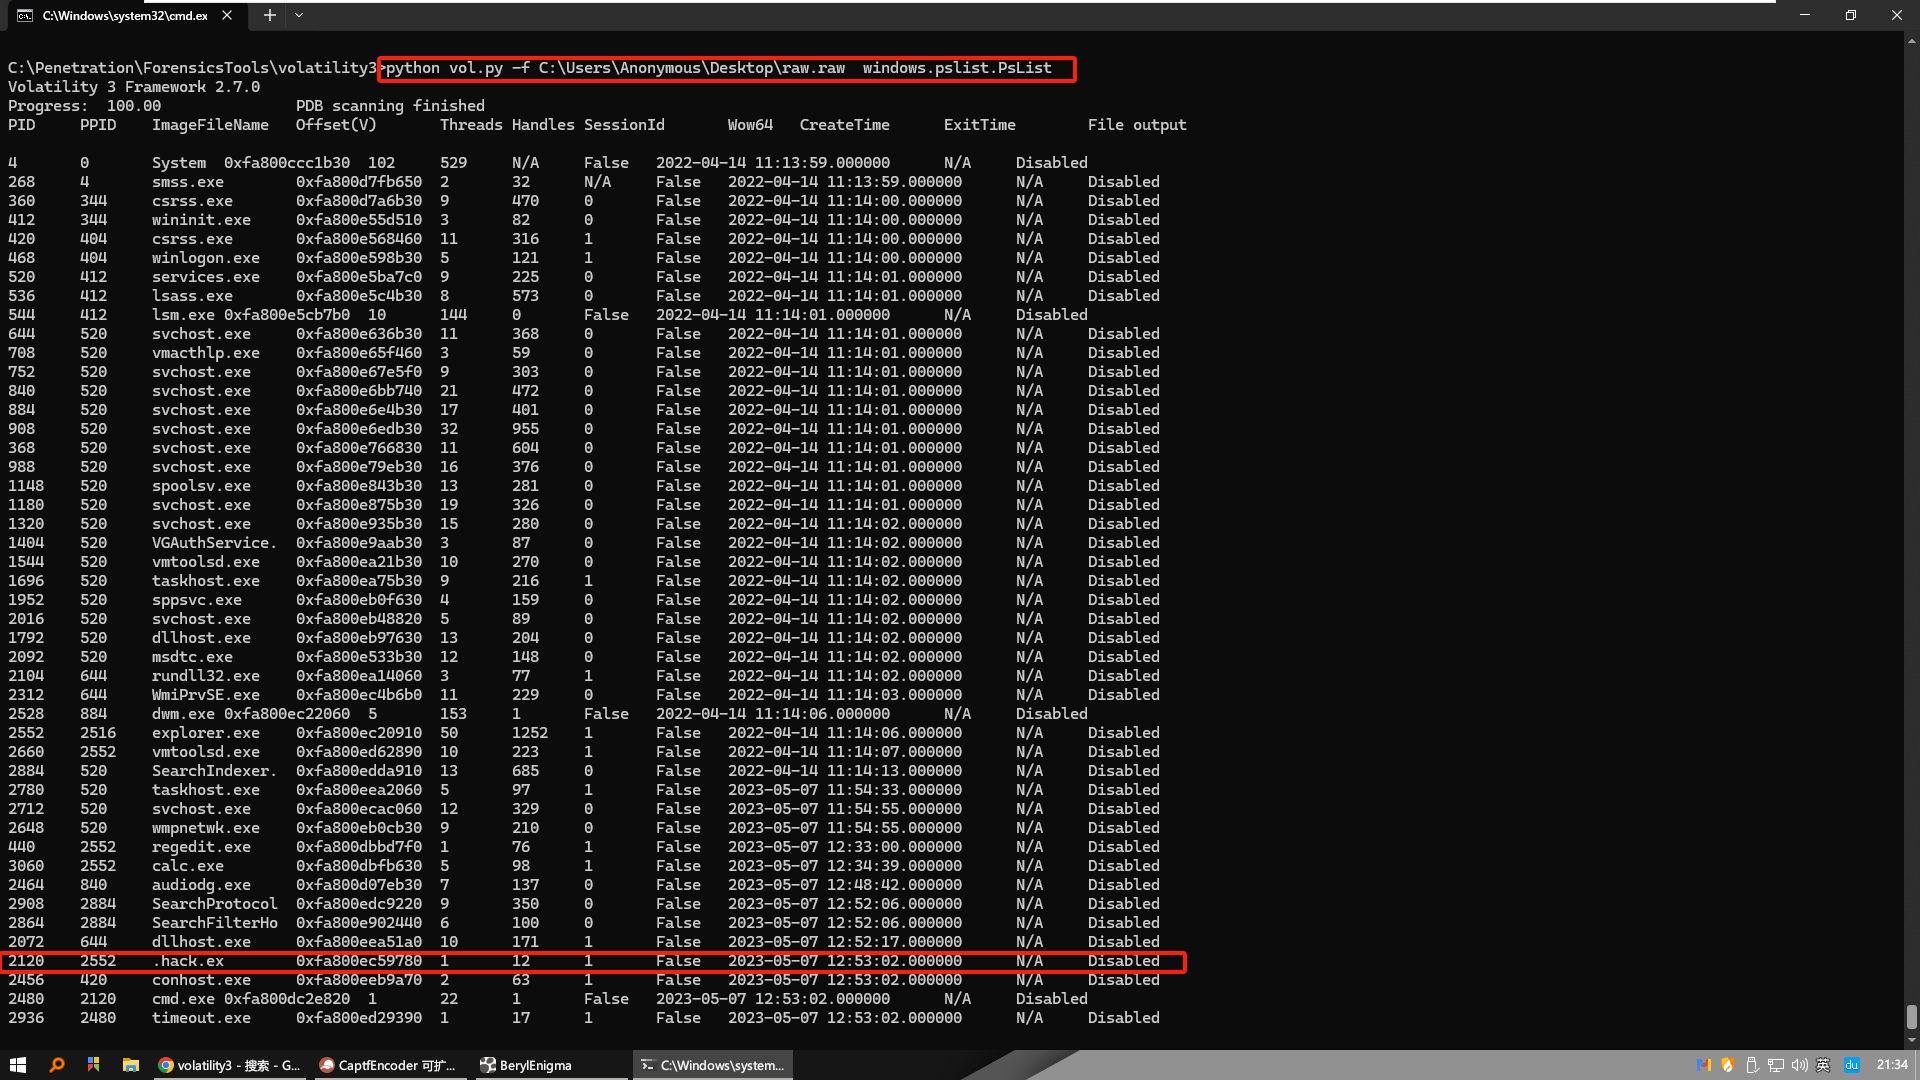 C:\Windows\system32\cmd.ex
C:\Penetration\ForensicsTools\volatility3>python vol.py -f C:\Users\Anonymous\Desktop\raw.raw  windows.pslist.PsList
Volatility 3 Framework 2.7.0
Progress:  100.00               PDB scanning finished
PID     PPID    ImageFileName   Offset(V)       Threads Handles SessionId       Wow64   CreateTime      ExitTime        File output
4       0       System  0xfa800ccc1b30  102     529     N/A     False   2022-04-14 11:13:59.000000      N/A     Disabled
268     4       smss.exe        0xfa800d7fb650  2       32      N/A     False   2022-04-14 11:13:59.000000      N/A     Disabled
360     344     csrss.exe       0xfa800d7a6b30  9       470     0       False   2022-04-14 11:14:00.000000      N/A     Disabled
412     344     wininit.exe     0xfa800e55d510  3       82      0       False   2022-04-14 11:14:00.000000      N/A     Disabled
420     404     csrss.exe       0xfa800e568460  11      316     1       False   2022-04-14 11:14:00.000000      N/A     Disabled
468     404     winlogon.exe    0xfa800e598b30  5       121     1       False   2022-04-14 11:14:00.000000      N/A     Disabled
520     412     services.exe    0xfa800e5ba7c0  9       225     0       False   2022-04-14 11:14:01.000000      N/A     Disabled
536     412     lsass.exe       0xfa800e5c4b30  8       573     0       False   2022-04-14 11:14:01.000000      N/A     Disabled
544     412     lsm.exe 0xfa800e5cb7b0  10      144     0       False   2022-04-14 11:14:01.000000      N/A     Disabled
644     520     svchost.exe     0xfa800e636b30  11      368     0       False   2022-04-14 11:14:01.000000      N/A     Disabled
708     520     vmacthlp.exe    0xfa800e65f460  3       59      0       False   2022-04-14 11:14:01.000000      N/A     Disabled
752     520     svchost.exe     0xfa800e67e5f0  9       303     0       False   2022-04-14 11:14:01.000000      N/A     Disabled
840     520     svchost.exe     0xfa800e6bb740  21      472     0       False   2022-04-14 11:14:01.000000      N/A     Disabled
884     520     svchost.exe     0xfa800e6e4b30  17      401     0       False   2022-04-14 11:14:01.000000      N/A     Disabled
908     520     svchost.exe     0xfa800e6edb30  32      955     0       False   2022-04-14 11:14:01.000000      N/A     Disabled
368     520     svchost.exe     0xfa800e766830  11      604     0       False   2022-04-14 11:14:01.000000      N/A     Disabled
988     520     svchost.exe     0xfa800e79eb30  16      376     0       False   2022-04-14 11:14:01.000000      N/A     Disabled
1148    520     spoolsv.exe     0xfa800e843b30  13      281     0       False   2022-04-14 11:14:01.000000      N/A     Disabled
1180    520     svchost.exe     0xfa800e875b30  19      326     0       False   2022-04-14 11:14:01.000000      N/A     Disabled
1320    520     svchost.exe     0xfa800e935b30  15      280     0       False   2022-04-14 11:14:02.000000      N/A     Disabled
1404    520     VGAuthService.  0xfa800e9aab30  3       87      0       False   2022-04-14 11:14:02.000000      N/A     Disabled
1544    520     vmtoolsd.exe    0xfa800ea21b30  10      270     0       False   2022-04-14 11:14:02.000000      N/A     Disabled
1696    520     taskhost.exe    0xfa800ea75b30  9       216     1       False   2022-04-14 11:14:02.000000      N/A     Disabled
1952    520     sppsvc.exe      0xfa800eb0f630  4       159     0       False   2022-04-14 11:14:02.000000      N/A     Disabled
2016    520     svchost.exe     0xfa800eb48820  5       89      0       False   2022-04-14 11:14:02.000000      N/A     Disabled
1792    520     dllhost.exe     0xfa800eb97630  13      204     0       False   2022-04-14 11:14:02.000000      N/A     Disabled
2092    520     msdtc.exe       0xfa800e533b30  12      148     0       False   2022-04-14 11:14:02.000000      N/A     Disabled
2104    644     rundll32.exe    0xfa800ea14060  3       77      1       False   2022-04-14 11:14:02.000000      N/A     Disabled
2312    644     WmiPrvSE.exe    0xfa800ec4b6b0  11      229     0       False   2022-04-14 11:14:03.000000      N/A     Disabled
2528    884     dwm.exe 0xfa800ec22060  5       153     1       False   2022-04-14 11:14:06.000000      N/A     Disabled
2552    2516    explorer.exe    0xfa800ec20910  50      1252    1       False   2022-04-14 11:14:06.000000      N/A     Disabled
2660    2552    vmtoolsd.exe    0xfa800ed62890  10      223     1       False   2022-04-14 11:14:07.000000      N/A     Disabled
2884    520     SearchIndexer.  0xfa800edda910  13      685     0       False   2022-04-14 11:14:13.000000      N/A     Disabled
2780    520     taskhost.exe    0xfa800eea2060  5       97      1       False   2023-05-07 11:54:33.000000      N/A     Disabled
2712    520     svchost.exe     0xfa800ecac060  12      329     0       False   2023-05-07 11:54:55.000000      N/A     Disabled
2648    520     wmpnetwk.exe    0xfa800eb0cb30  9       210     0       False   2023-05-07 11:54:55.000000      N/A     Disabled
440     2552    regedit.exe     0xfa800dbbd7f0  1       76      1       False   2023-05-07 12:33:00.000000      N/A     Disabled
3060    2552    calc.exe        0xfa800dbfb630  5       98      1       False   2023-05-07 12:34:39.000000      N/A     Disabled
2464    840     audiodg.exe     0xfa800d07eb30  7       137     0       False   2023-05-07 12:48:42.000000      N/A     Disabled
2908    2884    SearchProtocol  0xfa800edc9220  9       350     0       False   2023-05-07 12:52:06.000000      N/A     Disabled
2864    2884    SearchFilterHo  0xfa800e902440  6       100     0       False   2023-05-07 12:52:06.000000      N/A     Disabled
2072    644     dllhost.exe     0xfa800eea51a0  10      171     1       False   2023-05-07 12:52:17.000000      N/A     Disabled
2120    2552    .hack.ex        0xfa800ec59780  1       12      1       False   2023-05-07 12:53:02.000000      N/A     Disabled
2456    420     conhost.exe     0xfa800eeb9a70  2       63      1       False   2023-05-07 12:53:02.000000      N/A     Disabled
2480    2120    cmd.exe 0xfa800dc2e820  1       22      1       False   2023-05-07 12:53:02.000000      N/A     Disabled
2936    2480    timeout.exe     0xfa800ed29390  1       17      1       False   2023-05-07 12:53:02.000000      N/A     Disabled
volatility3 - 搜索 - G...
CaptfEncoder 可扩...
BerylEnigma
C:\Windows\system...
英
du
21:34